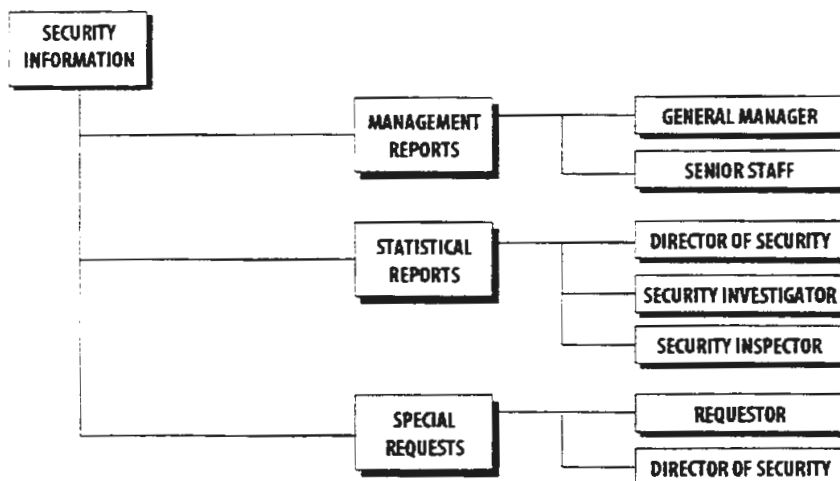 SECURITY
INFORMATION
MANAGEMENT
REPORTS
GENERAL MANAGER
SENIOR STAFF
STATISTICAL
REPORTS
DIRECTOR OF SECURITY
SECURITY INVESTIGATOR
SECURITY INSPECTOR
SPECIAL
REQUESTS
REQUESTOR
DIRECTOR OF SECURITY